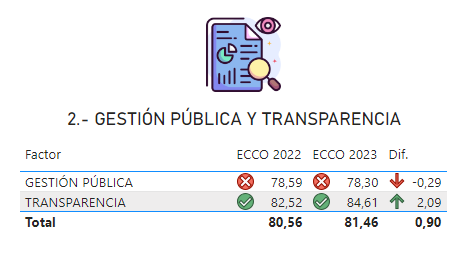 2.- GESTIÓN PÚBLICA Y TRANSPARENCIA
Factor ECCO 2022 ECCO 2023 Dif.
GESTIÓN PÚBLICA 78,59 78,30 -0,29
TRANSPARENCIA 82,52 84,61 2,09
Total 80,56 81,46 0,90